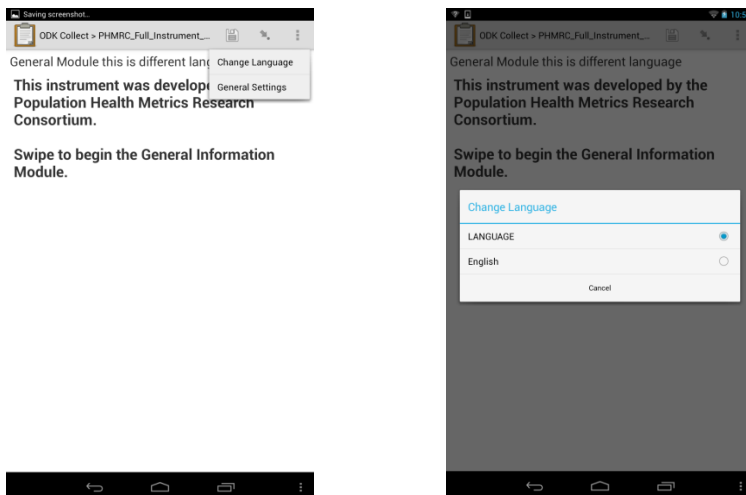 Saving screenshot..
ODK Collect > PHMRC_Full_Instrument_...
Change Language
General Settings
General Module this is different lang
This instrument was develope
Population Health Metrics Research
Consortium.
Swipe to begin the General Information
Module.
10:5
ODK Collect > PHMRC_Full_Instrument_...
General Module this is different language
This instrument was developed by the
Population Health Metrics Research
Consortium.
Swipe to begin the General Information
Module.
Change Language
LANGUAGE
English
Cancel